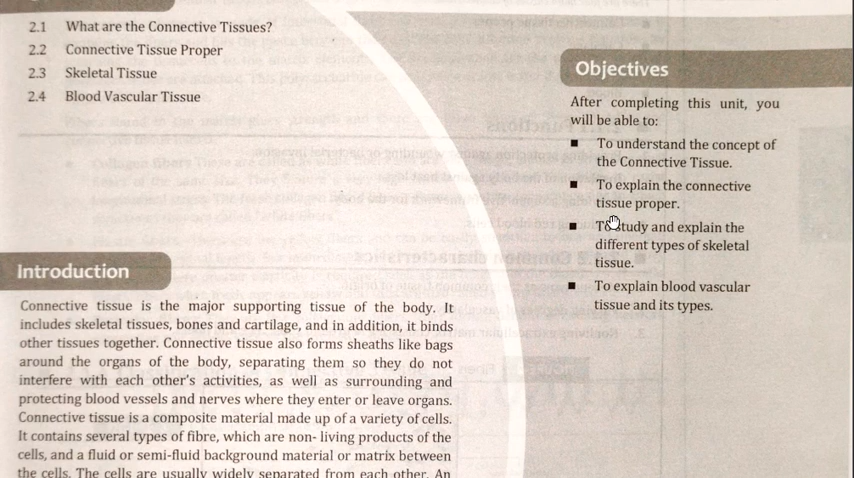 2.1 What are the Connective Tissues?
2.2 Connective Tissue Proper
2.3 Skeletal Tissue
2.4 Blood Vascular Tissue
Objectives
After completing this unit, you
will be able to:
■ To understand the concept of
the Connective Tissue.
■ To explain the connective
tissue proper.
■ To study and explain the
different types of skeletal
tissue.
■ To explain blood vascular
tissue and its types.
Introduction
Connective tissue is the major supporting tissue of the body. It
includes skeletal tissues, bones and cartilage, and in addition, it binds
other tissues together. Connective tissue also forms sheaths like bags
around the organs of the body, separating them so they do not
interfere with each other's activities, as well as surrounding and
protecting blood vessels and nerves where they enter or leave organs.
Connective tissue is a composite material made up of a variety of cells.
It contains several types of fibre, which are non- living products of the
cells, and a fluid or semi-fluid background material or matrix between
the cells. The cells are usually widely separated from each other. An